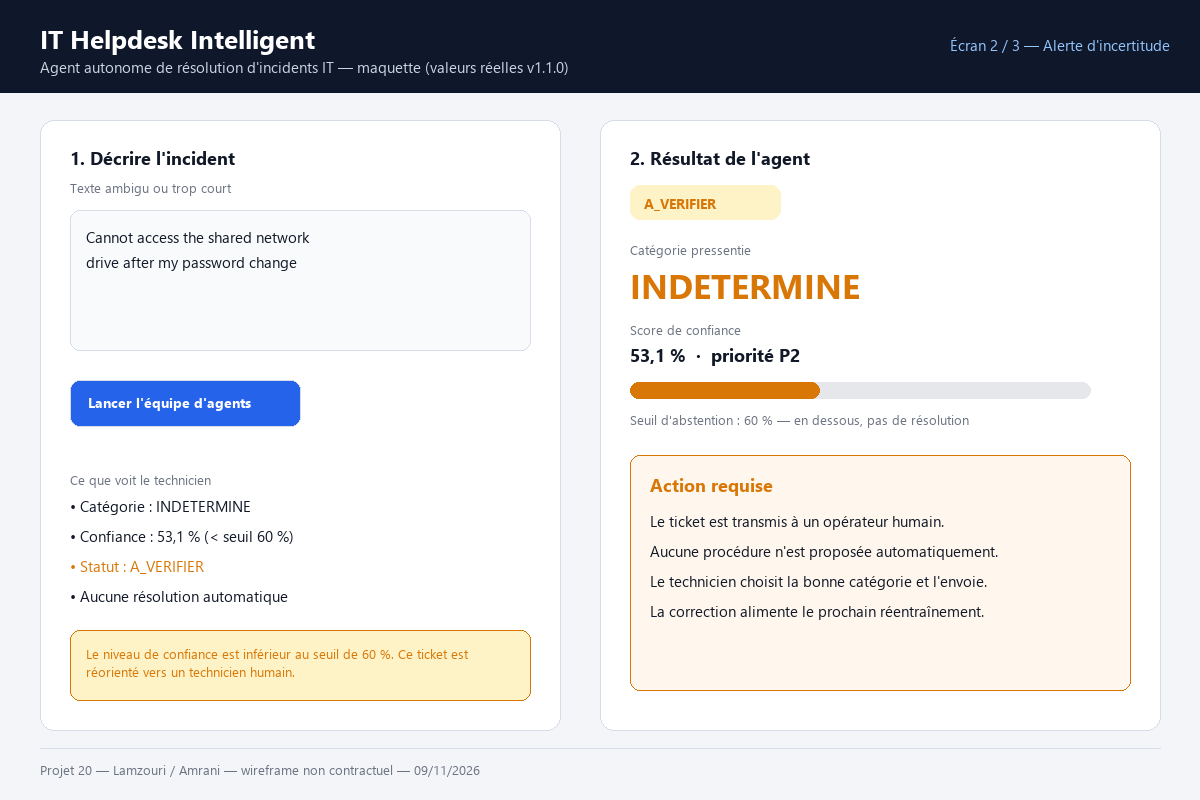 IT Helpdesk Intelligent
Agent autonome de résolution d'incidents IT — maquette (valeurs réelles v1.1.0)
Écran 2 / 3 — Alerte d'incertitude
1. Décrire l'incident
Texte ambigu ou trop court
Cannot access the shared network
drive after my password change
Lancer l'équipe d'agents
Ce que voit le technicien
• Catégorie : INDETERMINE
• Confiance : 53,1 % (< seuil 60 %)
• Statut : A_VERIFIER
• Aucune résolution automatique
Le niveau de confiance est inférieur au seuil de 60 %. Ce ticket est
réorienté vers un technicien humain.
2. Résultat de l'agent
A_VERIFIER
Catégorie pressentie
INDETERMINE
Score de confiance
53,1 % · priorité P2
Seuil d'abstention : 60 % — en dessous, pas de résolution
Action requise
Le ticket est transmis à un opérateur humain.
Aucune procédure n'est proposée automatiquement.
Le technicien choisit la bonne catégorie et l'envoie.
La correction alimente le prochain réentraînement.
Projet 20 — Lamzouri / Amrani — wireframe non contractuel — 09/11/2026